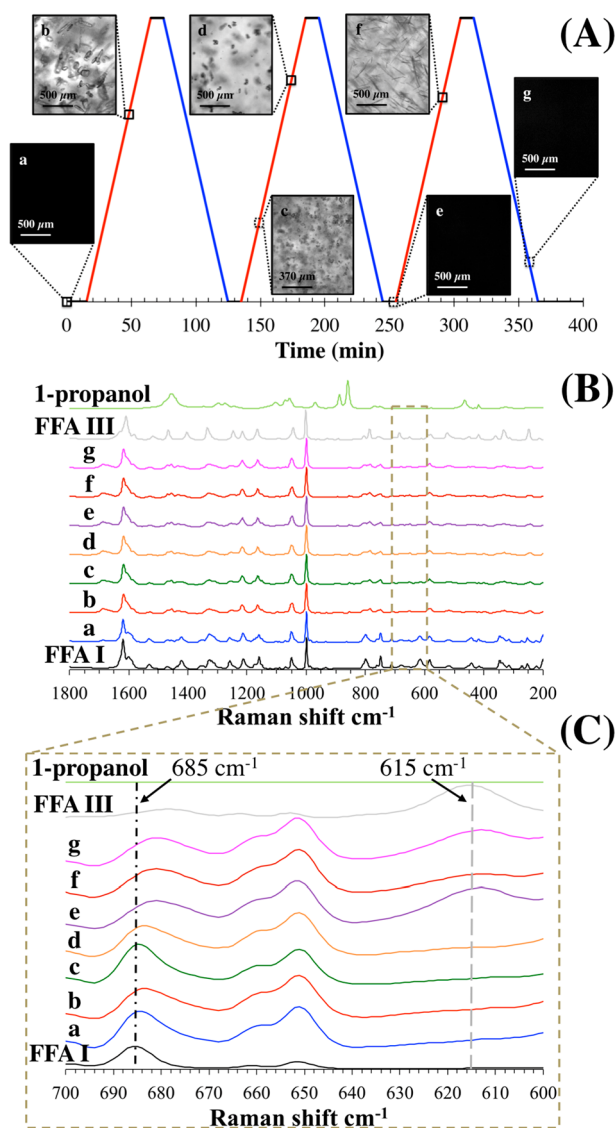 (A)
b
500 µm
d
500 µm
f
500 µm
g
500 µm
a
500 µm
c
370 µm
e
500 µm
0 50 100 150 200 250 300 350 400
Time (min)
(B)
1-propanol
FFA III
g
f
e
d
c
b
a
FFA I
1800 1600 1400 1200 1000 800 600 400 200
Raman shift cm-1
(C)
1-propanol
685 cm-1
615 cm-1
FFA III
g
f
e
d
c
b
a
FFA I
700 690 680 670 660 650 640 630 620 610 600
Raman shift cm-1